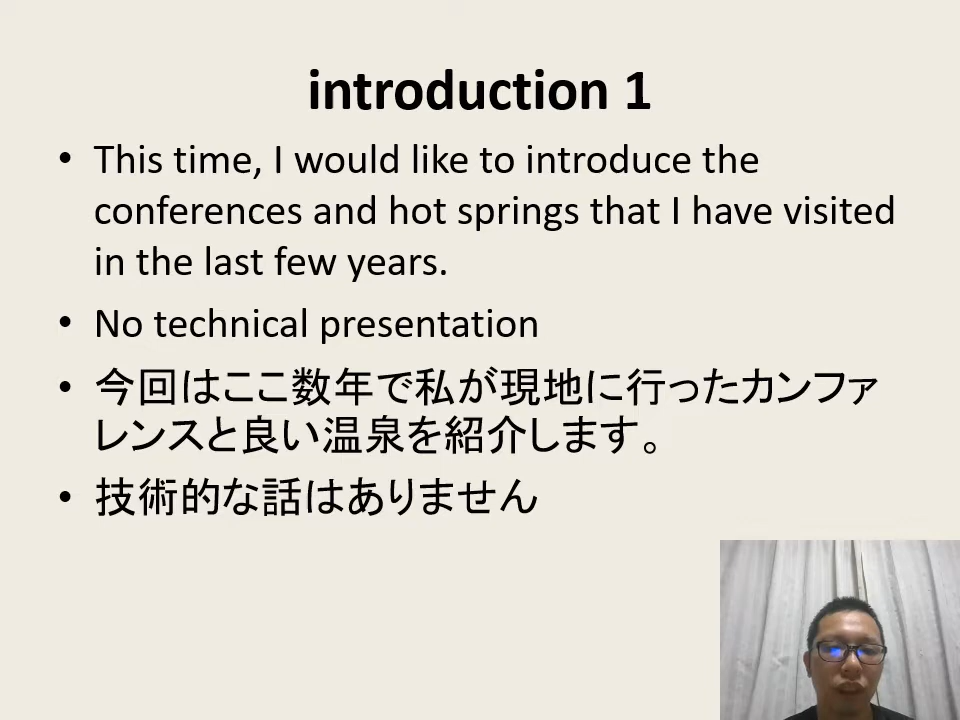 introduction 1
• This time, I would like to introduce the
conferences and hot springs that I have visited
in the last few years.
• No technical presentation
• 今回はここ数年で私が現地に行ったカンファ
レンスと良い温泉を紹介します。
• 技術的な話はありません